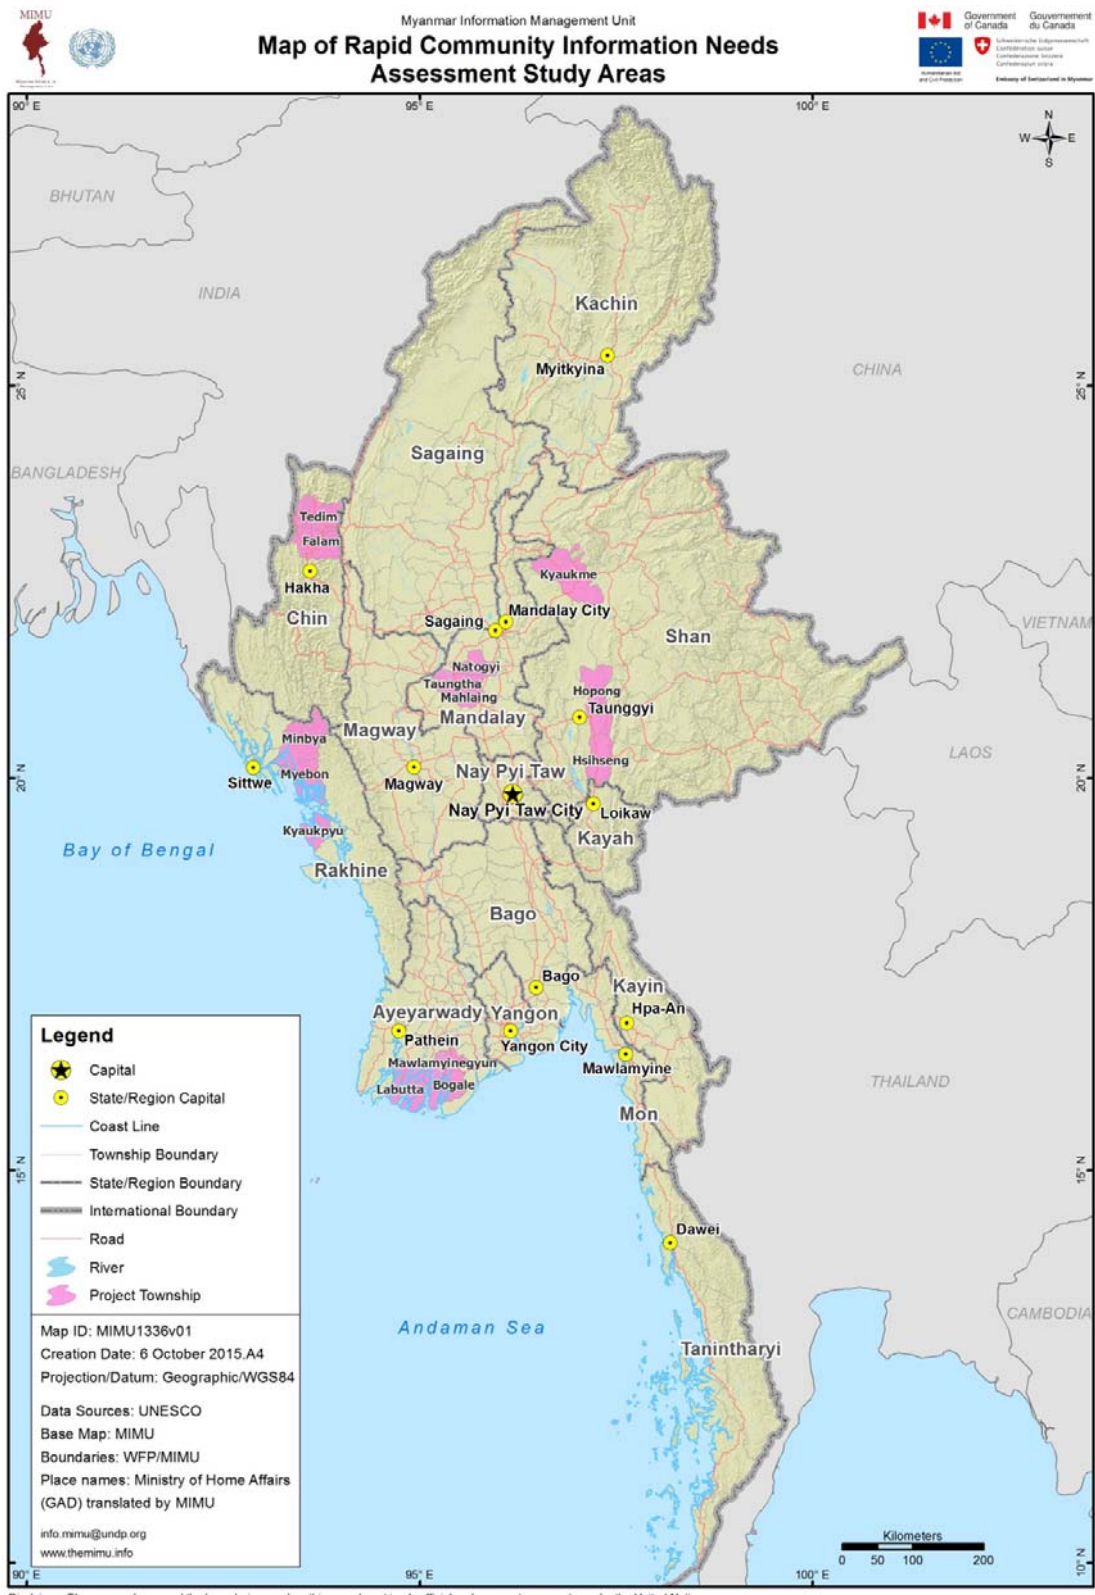 MIMU
Myanmar Information Management Unit
Map of Rapid Community Information Needs
Assessment Study Areas
Government of Canada
Gouvernement du Canada
Embassy of Switzerland in Myanmar
90° E
95° E
100° E
N
W E
S
BHUTAN
INDIA
CHINA
BANGLADESH
VIETNAM
LAOS
THAILAND
CAMBODIA
25° N
25° N
20° N
20° N
15° N
15° N
10° N
Kachin
Myitkyina
Sagaing
Tedim
Falam
Hakha
Chin
Kyaukme
Mandalay City
Sagaing
Shan
Natogyi
Taungtha
Mahlaing
Mandalay
Hopong
Taunggyi
Hsihseng
Magway
Magway
Minbya
Myebon
Sittwe
Kyaukpyu
Nay Pyi Taw
Nay Pyi Taw City
Loikaw
Kayah
Bay of Bengal
Rakhine
Bago
Bago
Kayin
Hpa-An
Ayeyarwady
Yangon
Pathein
Yangon City
Mawlamyinegyun
Mawlamyine
Labutta
Bogale
Mon
Dawei
Andaman Sea
Tanintharyi
Legend
Capital
State/Region Capital
Coast Line
Township Boundary
State/Region Boundary
International Boundary
Road
River
Project Township
Map ID: MIMU1336v01
Creation Date: 6 October 2015.A4
Projection/Datum: Geographic/WGS84
Data Sources: UNESCO
Base Map: MIMU
Boundaries: WFP/MIMU
Place names: Ministry of Home Affairs
(GAD) translated by MIMU
info.mimu@undp.org
www.themimu.info
Kilometers
0 50 100 200
90° E
95° E
100° E